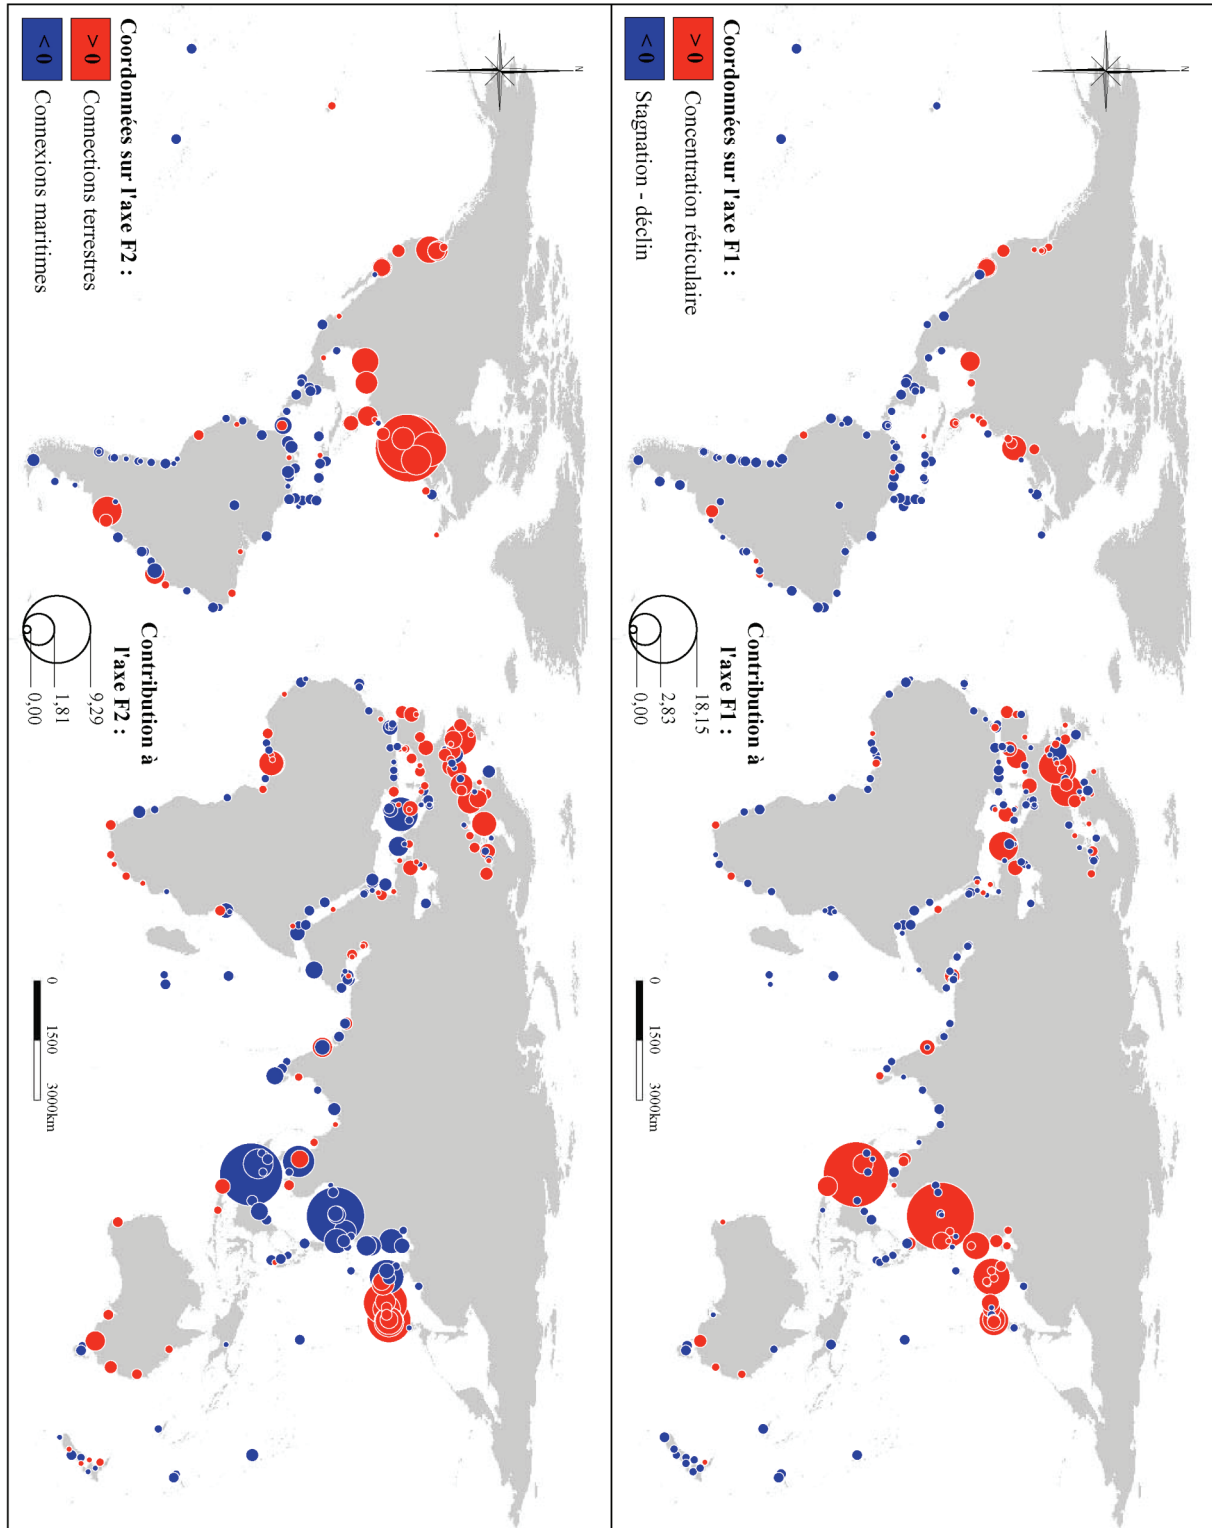 N
Coordonnées sur l'axe F1 :
> 0 Concentration réticulaire
< 0 Stagnation - déclin
Contribution à
l'axe F1 :
18,15
2,83
0,00
0 1500 3000km
N
Coordonnées sur l'axe F2 :
> 0 Connections terrestres
< 0 Connexions maritimes
Contribution à
l'axe F2 :
9,29
1,81
0,00
0 1500 3000km